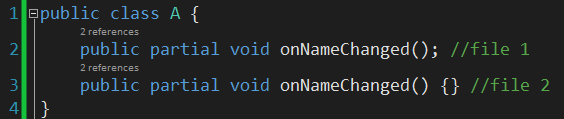 1 public class A {
2 references
2 public partial void onNameChanged(); //file 1
2 references
3 public partial void onNameChanged() {} //file 2
4 }